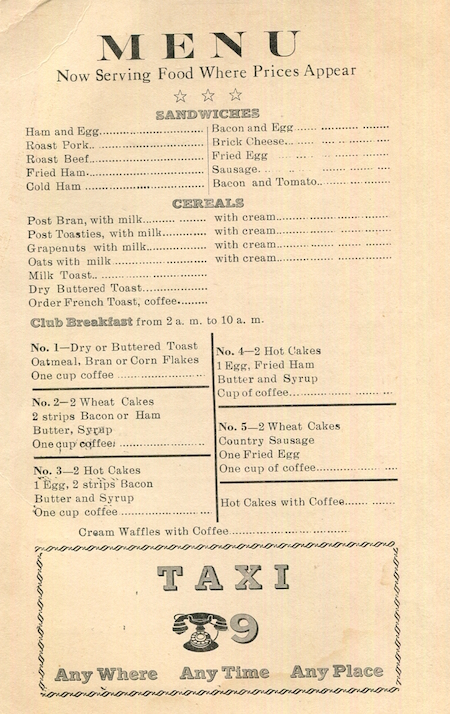 MENU
Now Serving Food Where Prices Appear
SANDWICHES
Ham and Egg
Roast Pork
Roast Beef
Fried Ham
Cold Ham
Bacon and Egg
Brick Cheese
Fried Egg
Sausage
Bacon and Tomato
CEREALS
Post Bran, with milk
with cream
Post Toasties, with milk
with cream
Grapenuts with milk
with cream
Oats with milk
with cream
Milk Toast
Dry Buttered Toast
Order French Toast, coffee
Club Breakfast from 2 a. m. to 10 a. m.
No. 1—Dry or Buttered Toast
Oatmeal, Bran or Corn Flakes
One cup coffee
No. 2—2 Wheat Cakes
2 strips Bacon or Ham
Butter, Syrup
One cup coffee
No. 3—2 Hot Cakes
1 Egg, 2 strips Bacon
Butter and Syrup
One cup coffee
No. 4—2 Hot Cakes
1 Egg, Fried Ham
Butter and Syrup
Cup of coffee
No. 5—2 Wheat Cakes
Country Sausage
One Fried Egg
One cup of coffee
Hot Cakes with Coffee
Cream Waffles with Coffee
TAXI
9
Any Where Any Time Any Place